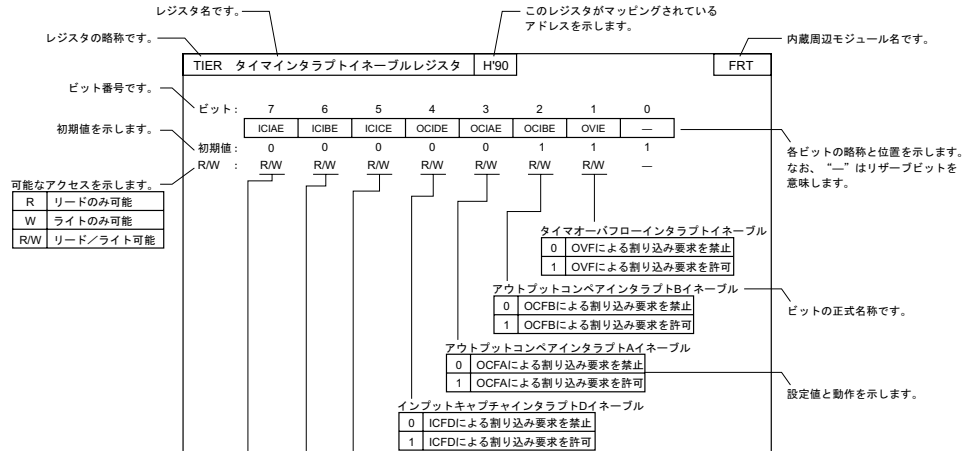 レジスタ名です。
このレジスタがマッピングされている
アドレスを示します。
レジスタの略称です。
内蔵周辺モジュール名です。
TIER タイマインタラプトイネーブルレジスタ H'90 FRT
ビット番号です。
ビット: 7 6 5 4 3 2 1 0
ICIAE ICIBE ICICE OCIDE OCIAE OCIBE OVIE —
初期値を示します。
初期値: 0 0 0 0 0 1 1 1
R/W : R/W R/W R/W R/W R/W R/W R/W —
各ビットの略称と位置を示します。
なお、“—”はリザーブビットを
意味します。
可能なアクセスを示します。
R リードのみ可能
W ライトのみ可能
R/W リード／ライト可能
タイマオーバフローインタラプトイネーブル
0 OVFによる割り込み要求を禁止
1 OVFによる割り込み要求を許可
アウトプットコンペアインタラプトBイネーブル
0 OCFBによる割り込み要求を禁止
1 OCFBによる割り込み要求を許可
ビットの正式名称です。
アウトプットコンペアインタラプトAイネーブル
0 OCFAによる割り込み要求を禁止
1 OCFAによる割り込み要求を許可
設定値と動作を示します。
インプットキャプチャインタラプトDイネーブル
0 ICFDによる割り込み要求を禁止
1 ICFDによる割り込み要求を許可